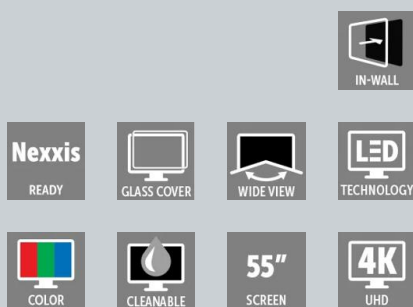 IN-WALL
Nexxis
READY
GLASS COVER
WIDE VIEW
LED
TECHNOLOGY
COLOR
CLEANABLE
55"
SCREEN
4K
UHD